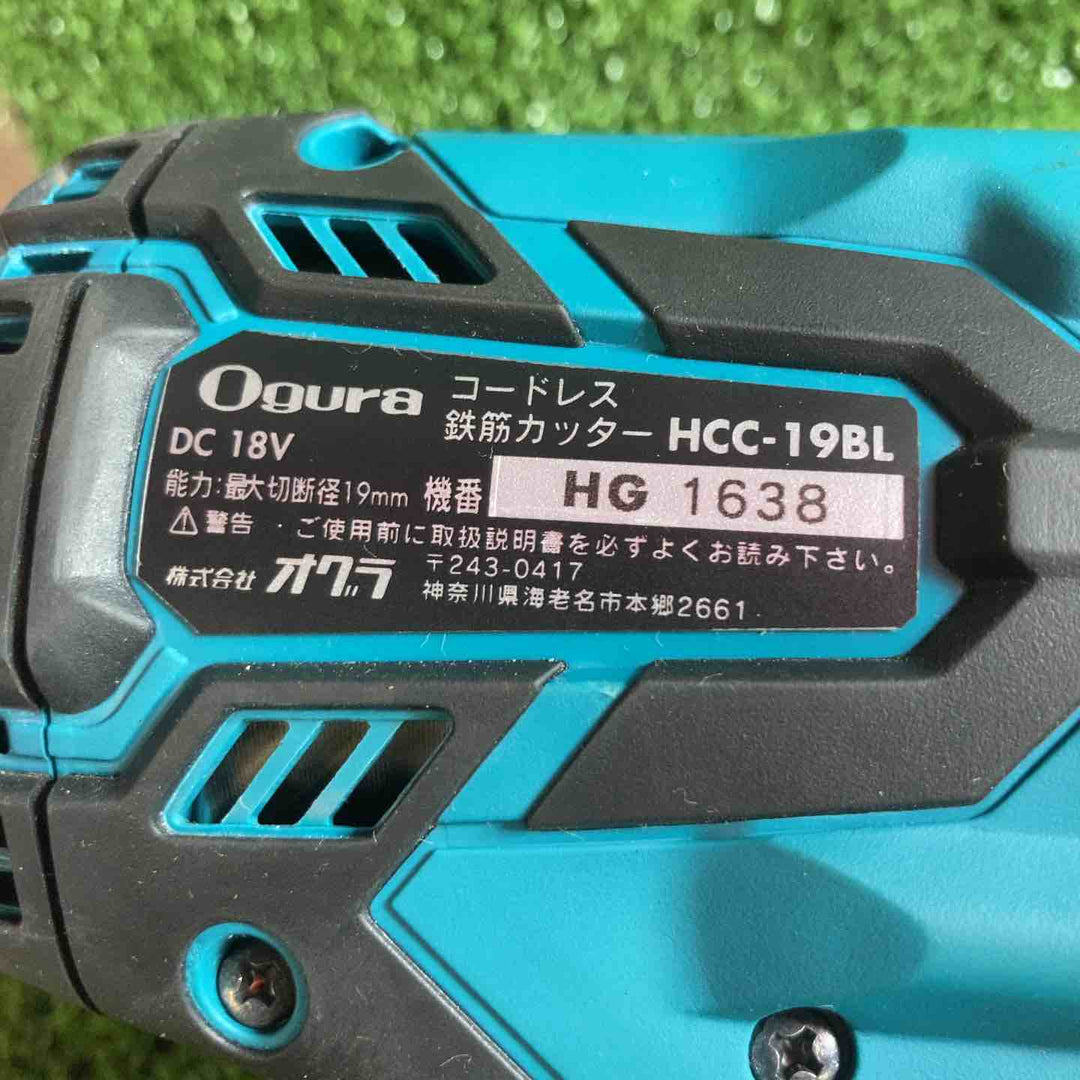 Ogura コードレス
鉄筋カッター HCC-19BL
DC 18V
能力:最大切断径19mm 機番 HG 1638
⚠警告・ご使用前に取扱説明書を必ずよくお読み下さい。
株式会社 オグラ 〒243-0417
神奈川県海老名市本郷2661